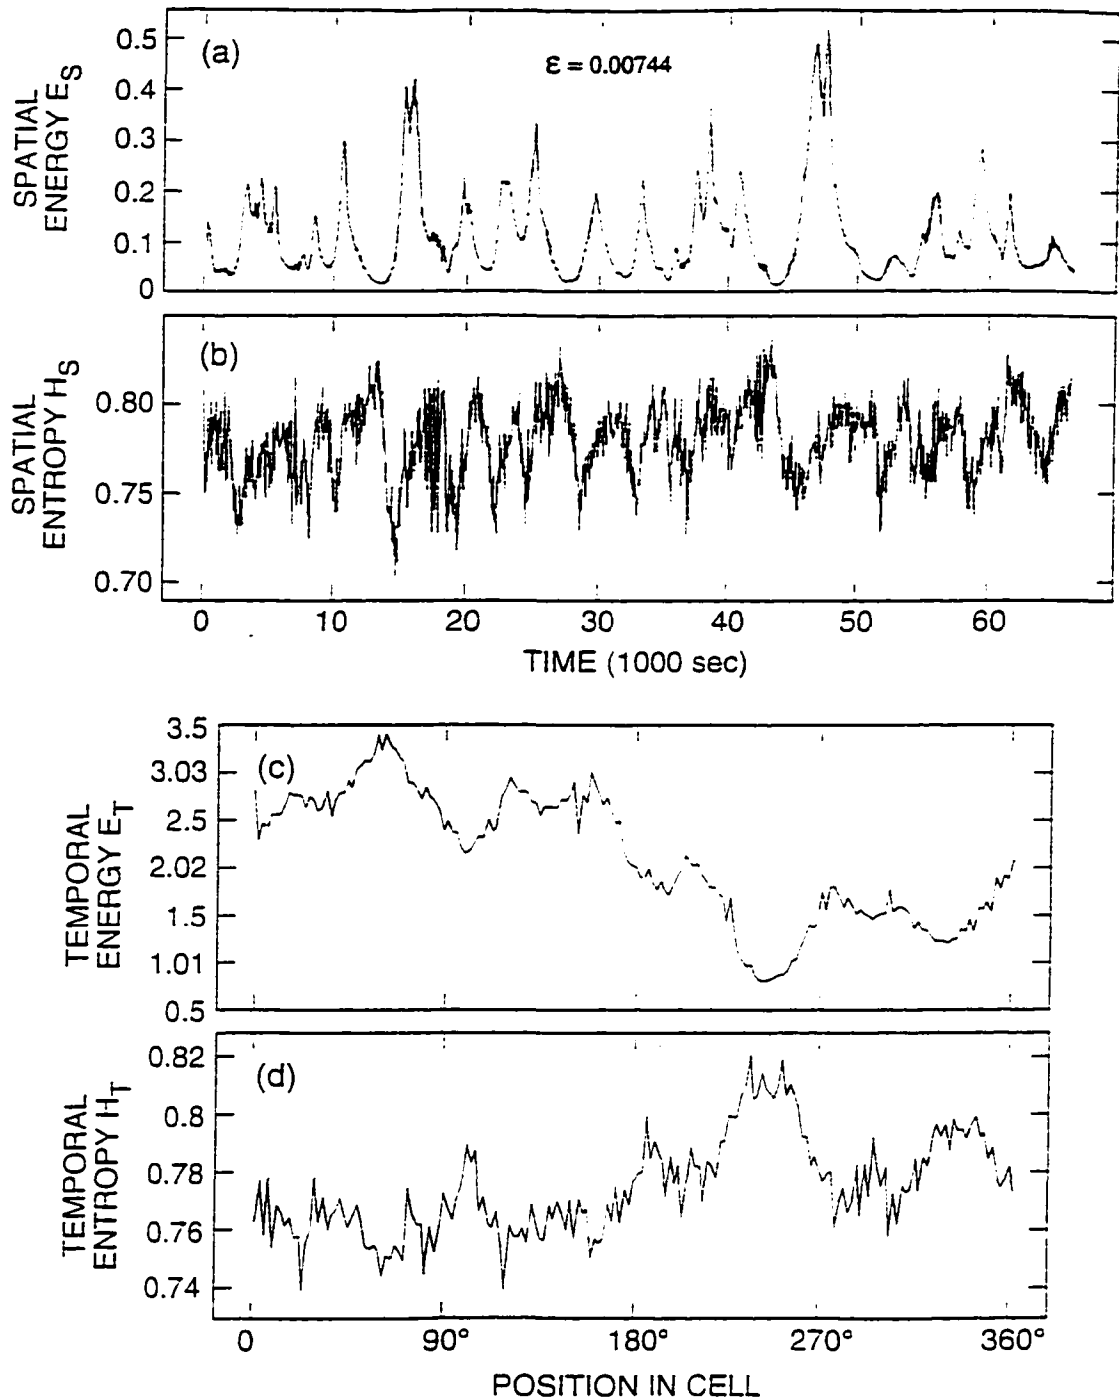 (a)
ε = 0.00744
SPATIAL
ENERGY E_S
0.5
0.4
0.3
0.2
0.1
0
(b)
SPATIAL
ENTROPY H_S
0.80
0.75
0.70
0 10 20 30 40 50 60
TIME (1000 sec)
(c)
TEMPORAL
ENERGY E_T
3.5
3.03
2.5
2.02
1.5
1.01
0.5
(d)
TEMPORAL
ENTROPY H_T
0.82
0.8
0.78
0.76
0.74
0 90° 180° 270° 360°
POSITION IN CELL